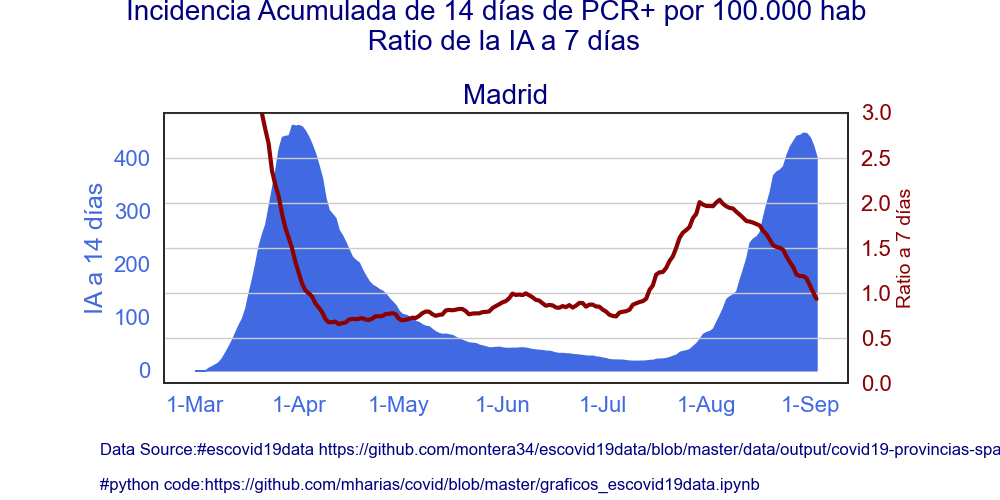 Incidencia Acumulada de 14 días de PCR+ por 100.000 hab
Ratio de la IA a 7 días
Madrid
IA a 14 días
400
300
200
100
0
3.0
2.5
2.0
1.5
1.0
0.5
0.0
Ratio a 7 días
1-Mar 1-Apr 1-May 1-Jun 1-Jul 1-Aug 1-Sep
Data Source:#escovid19data https://github.com/montera34/escovid19data/blob/master/data/output/covid19-provincias-spa
#python code:https://github.com/mharias/covid/blob/master/graficos_escovid19data.ipynb